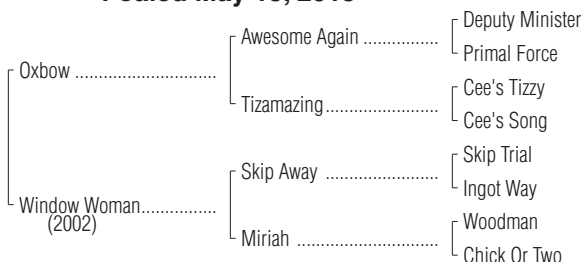 Deputy Minister
Awesome Again ................
Primal Force
Oxbow ..............................
Cee's Tizzy
Tizamazing........................
Cee's Song
Skip Trial
Skip Away ........................
Ingot Way
Window Woman................
(2002)
Woodman
Miriah ..............................
Chick Or Two